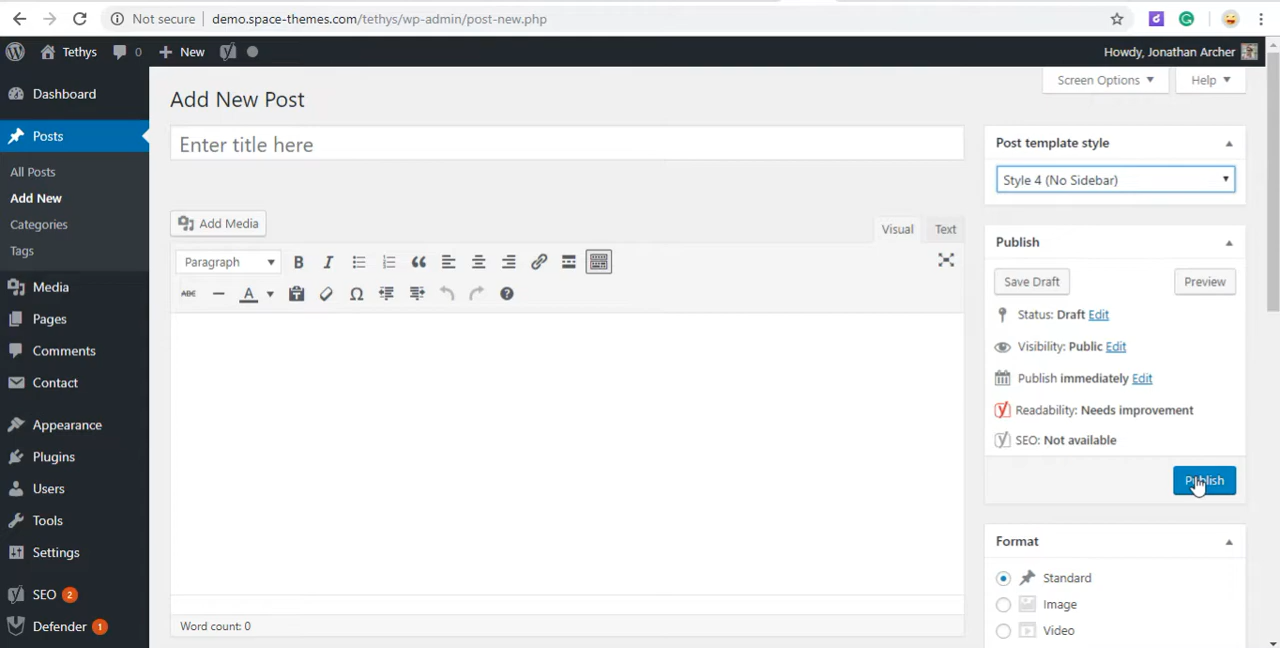 Not secure | demo.space-themes.com/tethys/wp-admin/post-new.php
Tethys 0 New Howdy, Jonathan Archer
Screen Options Help
Dashboard
Posts
All Posts
Add New
Categories
Tags
Media
Pages
Comments
Contact
Appearance
Plugins
Users
Tools
Settings
SEO 2
Defender 1
Add New Post
Enter title here
Add Media
Visual Text
Paragraph B I
ABC A Ω
Word count: 0
Post template style
Style 4 (No Sidebar)
Publish
Save Draft Preview
Status: Draft Edit
Visibility: Public Edit
Publish immediately Edit
Readability: Needs improvement
SEO: Not available
Publish
Format
Standard
Image
Video